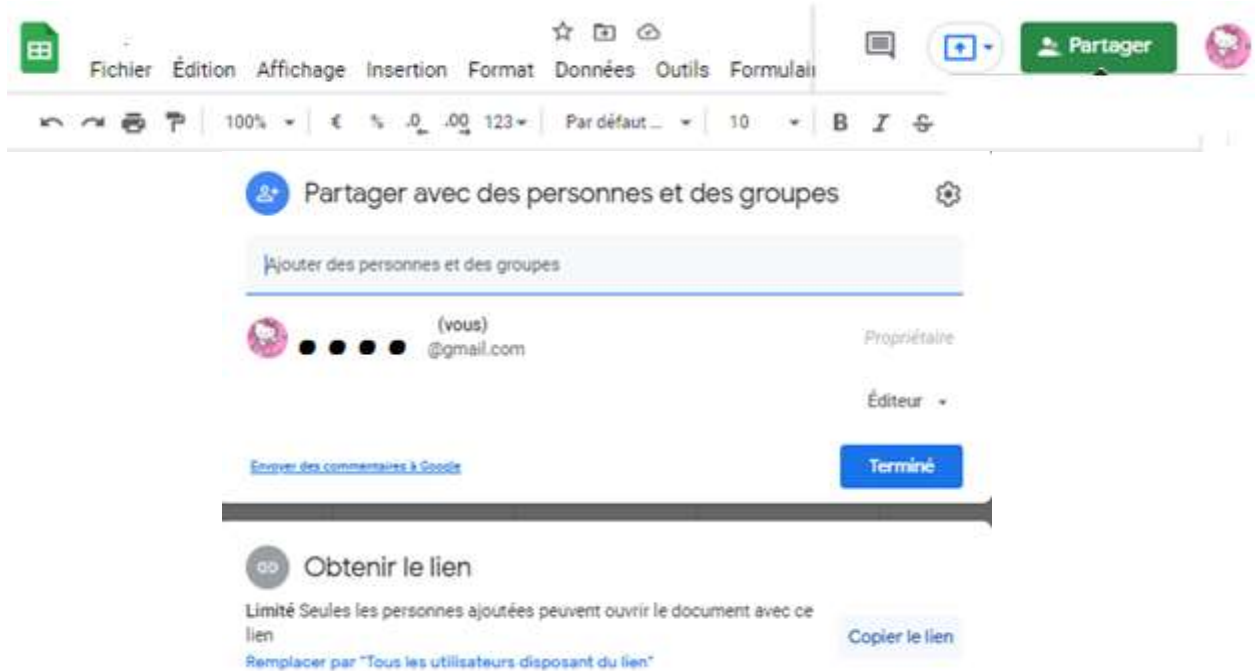 Partager
Fichier Édition Affichage Insertion Format Données Outils Formulai
100% € % .0 .00 123 Par défaut ... 10 B I S
Partager avec des personnes et des groupes
Ajouter des personnes et des groupes
(vous)
@gmail.com
Propriétaire
Éditeur
Envoyer des commentaires à Google
Terminé
Obtenir le lien
Limité Seules les personnes ajoutées peuvent ouvrir le document avec ce
lien
Copier le lien
Remplacer par "Tous les utilisateurs disposant du lien"